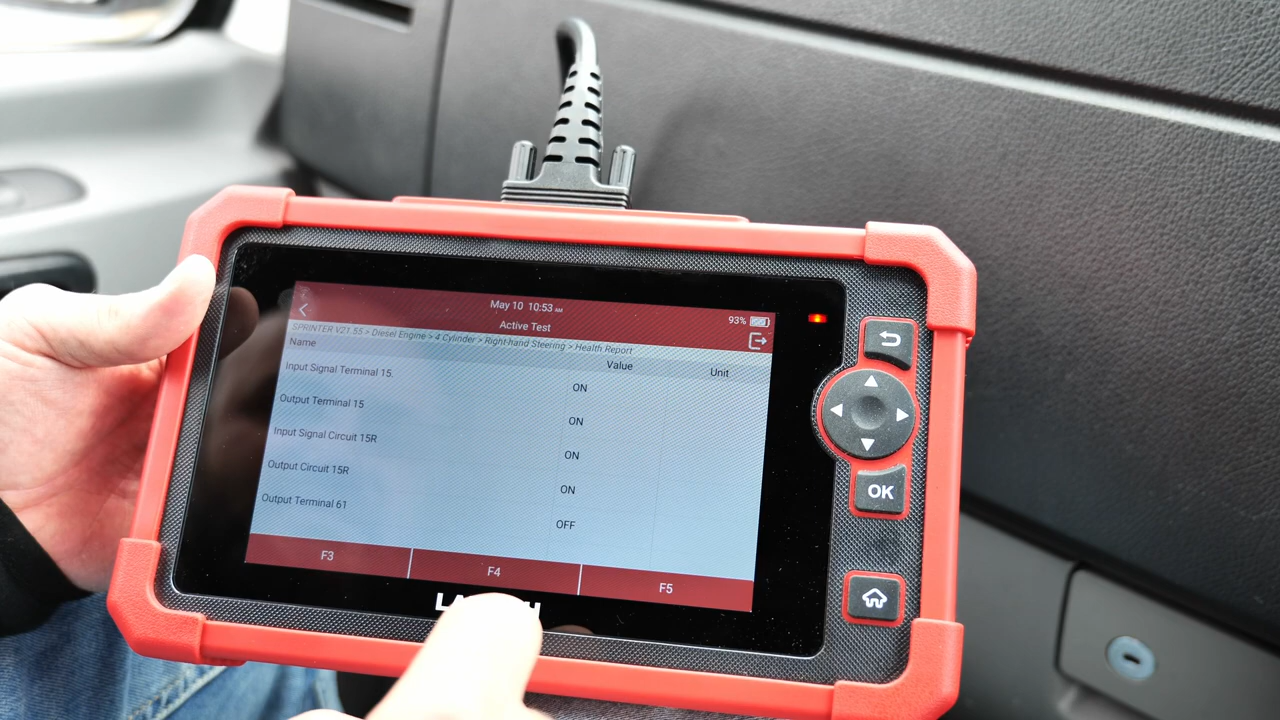 May 10 10:53 AM
93%
Active Test
SPRINTER V21.55 > Diesel Engine > 4 Cylinder > Right-hand Steering > Health Report
Name Value Unit
Input Signal Terminal 15. ON
Output Terminal 15 ON
Input Signal Circuit 15R ON
Output Circuit 15R ON
Output Terminal 61 OFF
F3 F4 F5
OK